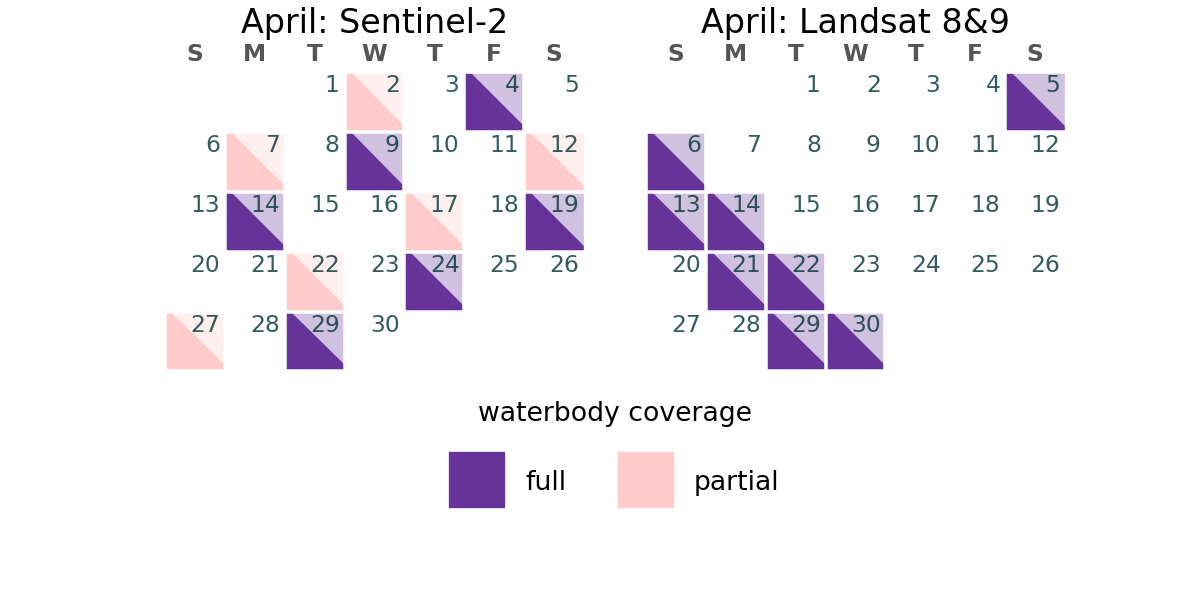 April: Sentinel-2
S M T W T F S
1 2 3 4 5
6 7 8 9 10 11 12
13 14 15 16 17 18 19
20 21 22 23 24 25 26
27 28 29 30
April: Landsat 8&9
S M T W T F S
1 2 3 4 5
6 7 8 9 10 11 12
13 14 15 16 17 18 19
20 21 22 23 24 25 26
27 28 29 30
waterbody coverage
full partial